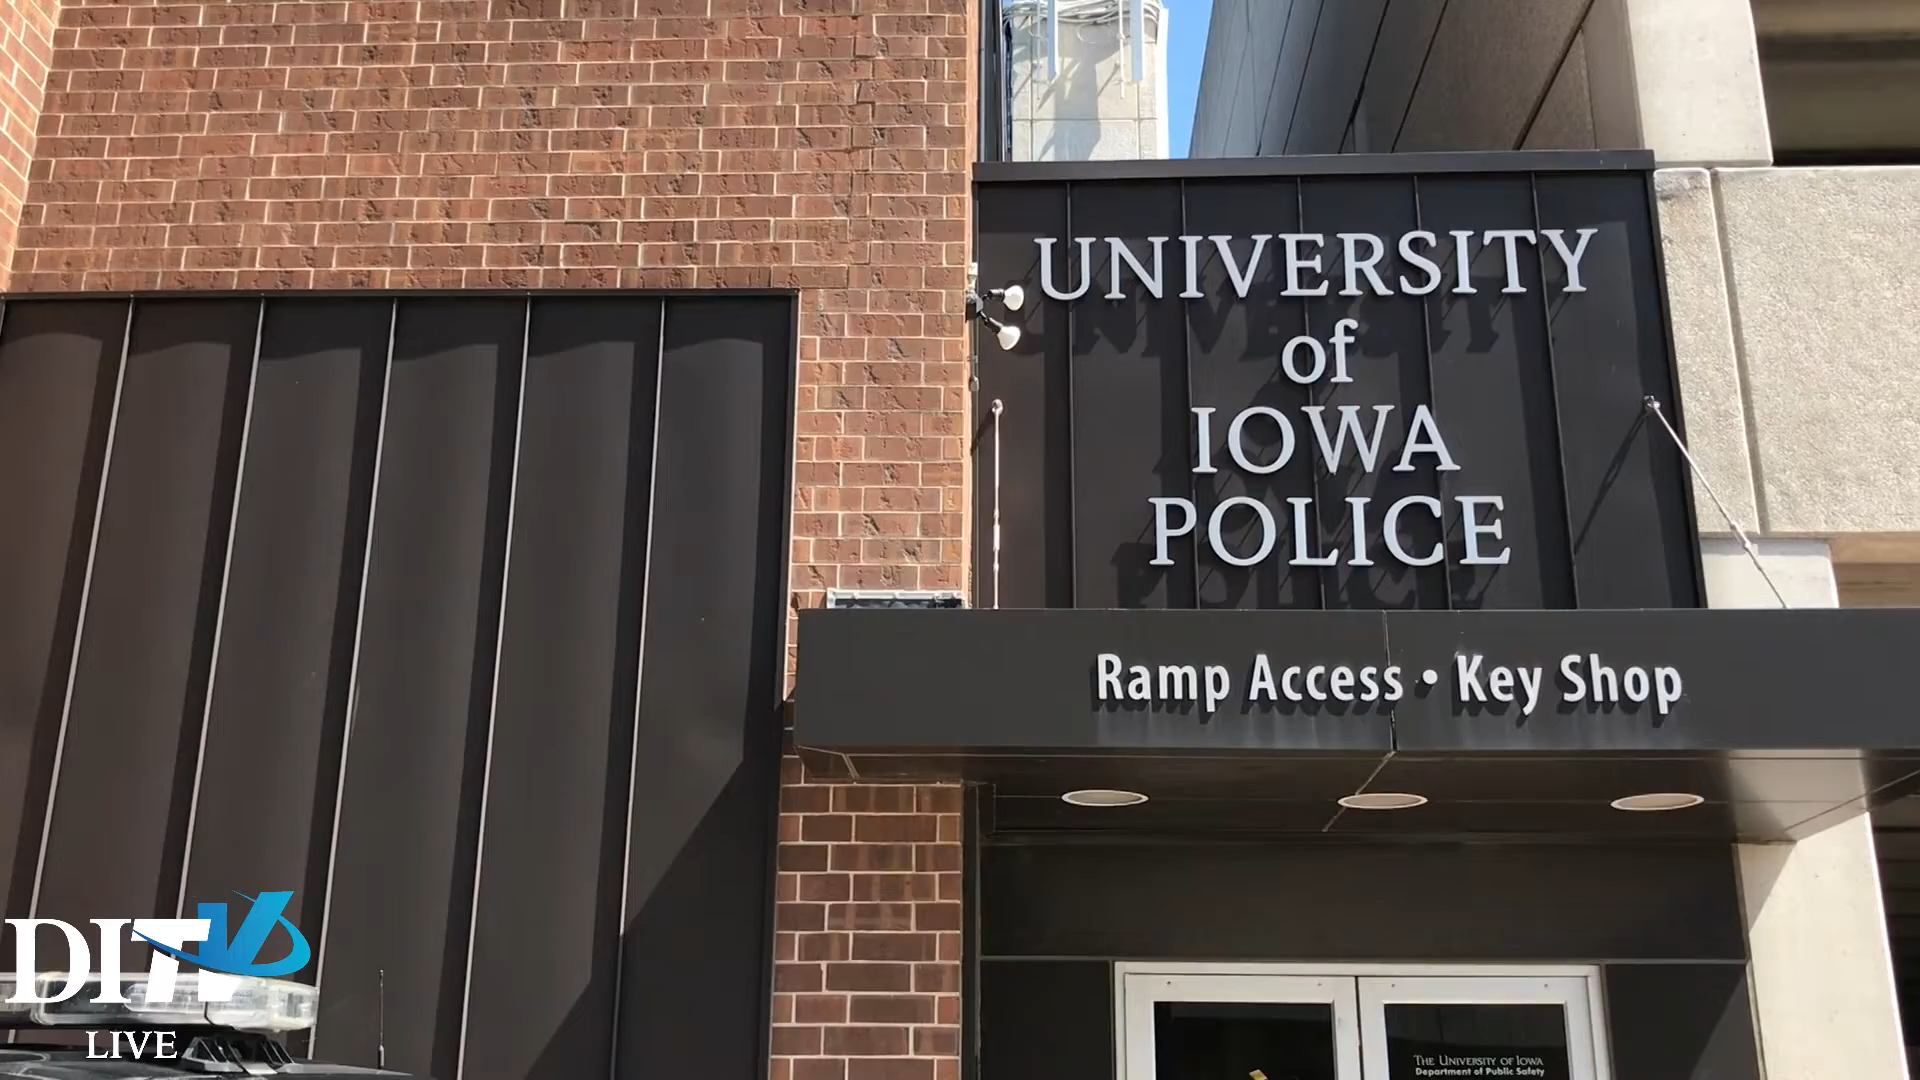 UNIVERSITY
of
IOWA
POLICE
Ramp Access • Key Shop
THE UNIVERSITY OF IOWA
Department of Public Safety
DITV
LIVE